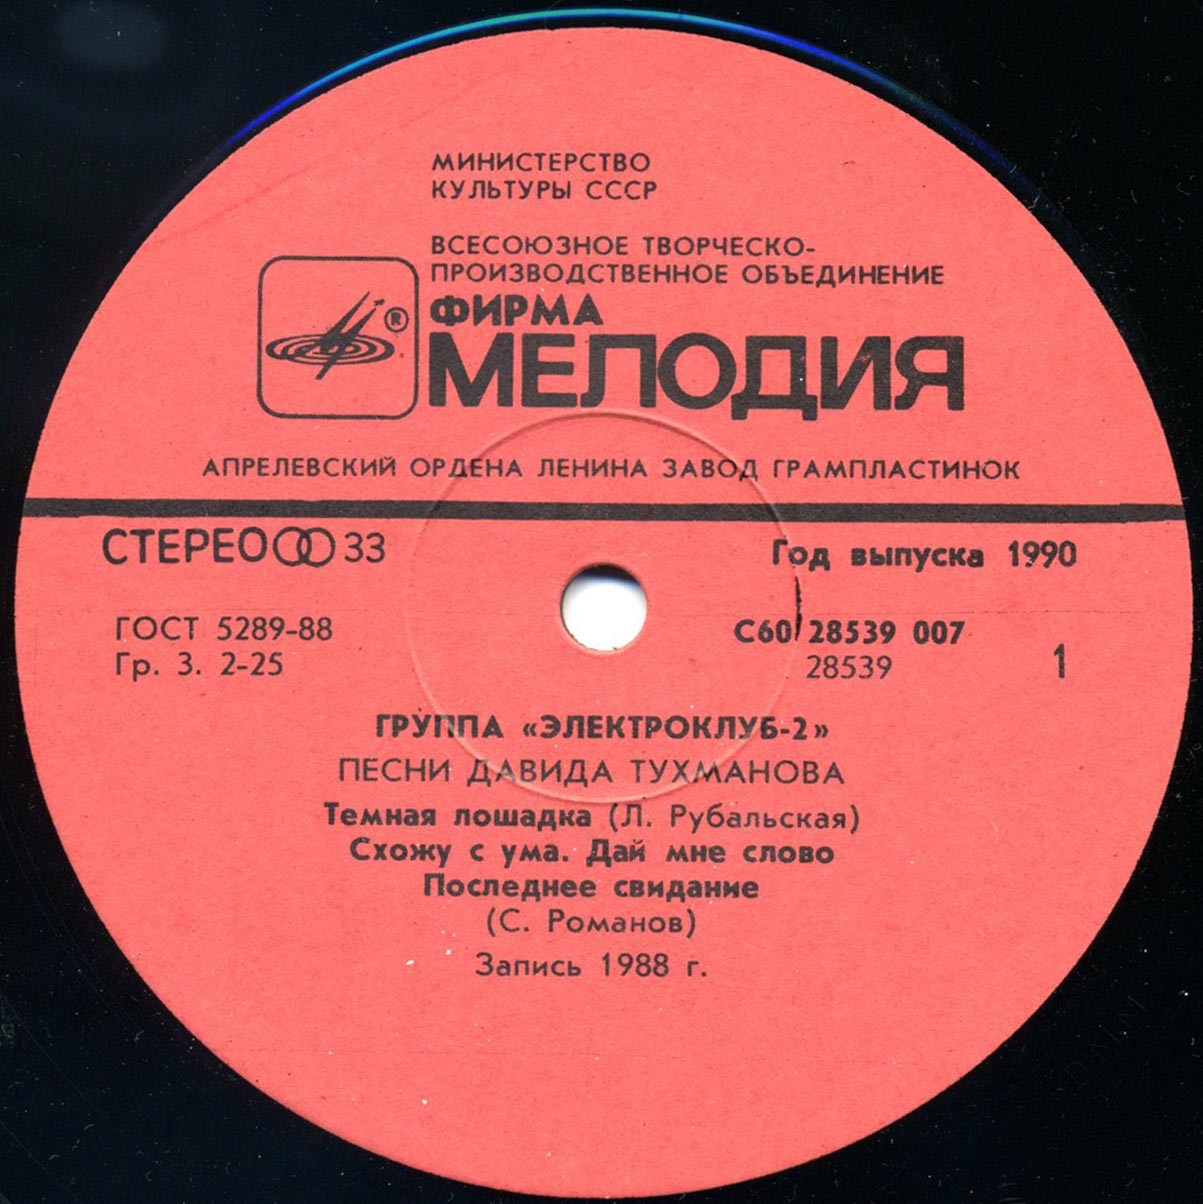 МИНИСТЕРСТВО
КУЛЬТУРЫ СССР
ВСЕСОЮЗНОЕ ТВОРЧЕСКО-
ПРОИЗВОДСТВЕННОЕ ОБЪЕДИНЕНИЕ
ФИРМА
®
МЕЛОДИЯ
АПРЕЛЕВСКИЙ ОРДЕНА ЛЕНИНА ЗАВОД ГРАМПЛАСТИНОК
СТЕРЕО 33
Год выпуска 1990
ГОСТ 5289-88
С60 28539 007
Гр. 3. 2-25
28539
1
ГРУППА «ЭЛЕКТРОКЛУБ-2»
ПЕСНИ ДАВИДА ТУХМАНОВА
Темная лошадка (Л. Рубальская)
Схожу с ума. Дай мне слово
Последнее свидание
(С. Романов)
Запись 1988 г.